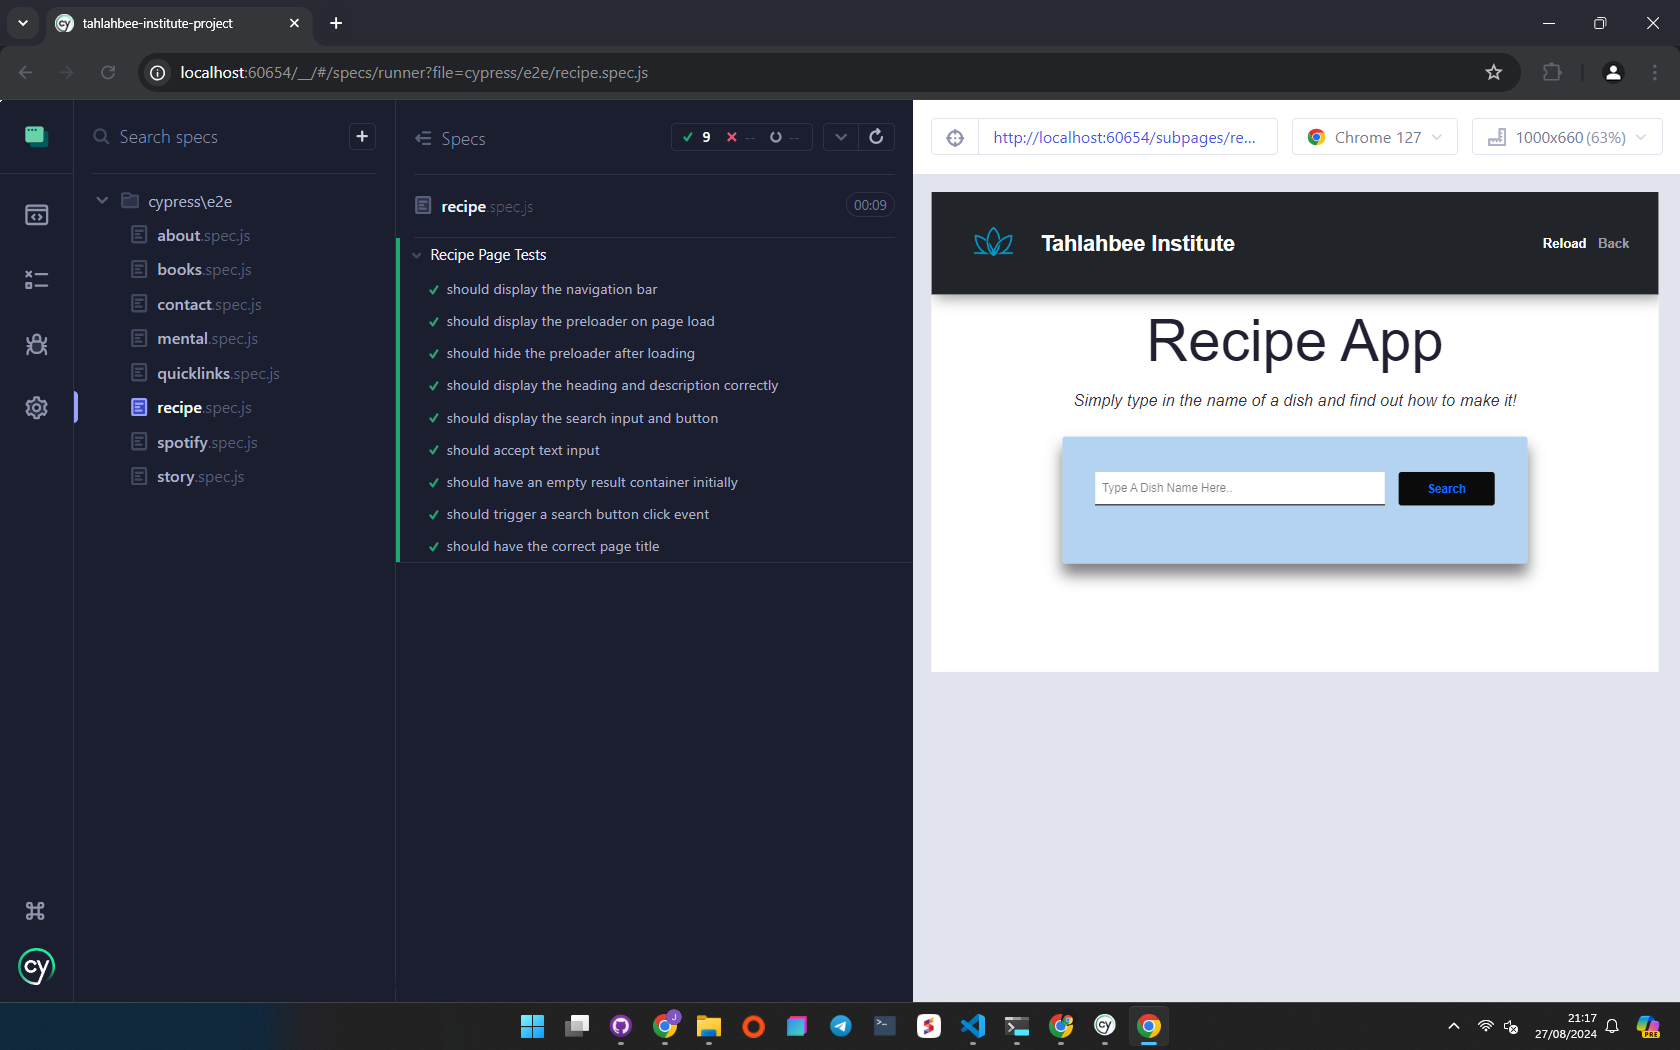 tahlahbee-institute-project
localhost:60654/__/#/specs/runner?file=cypress/e2e/recipe.spec.js
Search specs
cypress\e2e
about.spec.js
books.spec.js
contact.spec.js
mental.spec.js
quicklinks.spec.js
recipe.spec.js
spotify.spec.js
story.spec.js
cy
Specs
9 -- --
recipe.spec.js
00:09
Recipe Page Tests
should display the navigation bar
should display the preloader on page load
should hide the preloader after loading
should display the heading and description correctly
should display the search input and button
should accept text input
should have an empty result container initially
should trigger a search button click event
should have the correct page title
http://localhost:60654/subpages/re...
Chrome 127
1000x660 (63%)
Tahlahbee Institute
Reload Back
Recipe App
Simply type in the name of a dish and find out how to make it!
Type A Dish Name Here..
Search
21:17
27/08/2024
PRE